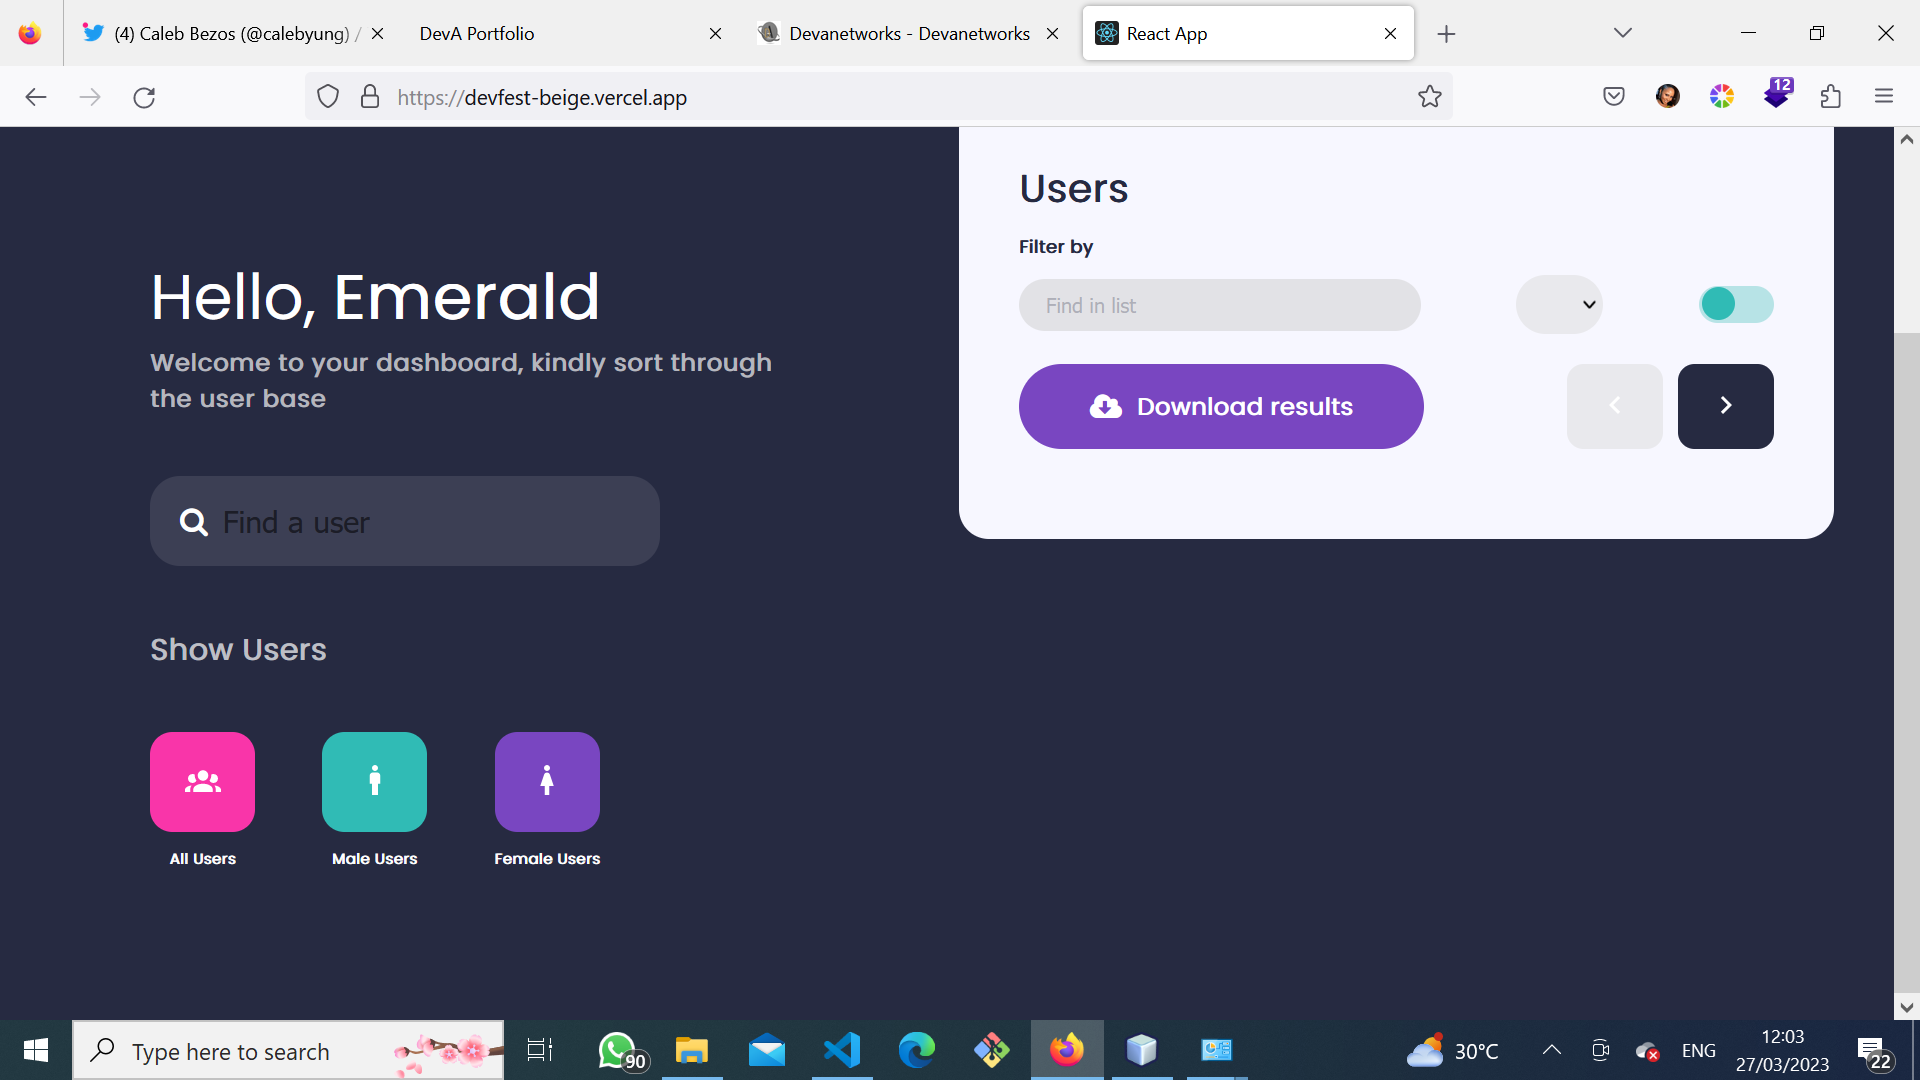 (4) Caleb Bezos (@calebyung) /
DevA Portfolio
Devanetworks - Devanetworks
React App
https://devfest-beige.vercel.app
12
Hello, Emerald
Welcome to your dashboard, kindly sort through
the user base
Find a user
Show Users
All Users
Male Users
Female Users
Users
Filter by
Find in list
Download results
Type here to search
90
30°C
ENG
12:03
27/03/2023
22